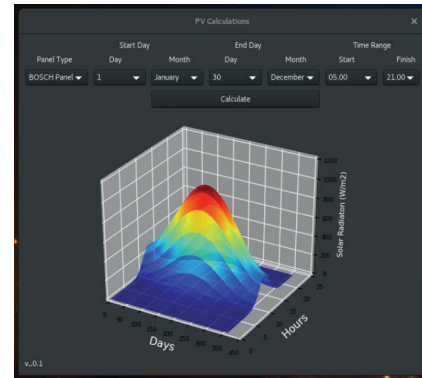 PV Calculations ×
Start Day End Day Time Range
Panel Type Day Month Day Month Start Finish
BOSCH Panel 1 January 30 December 05.00 21.00
Calculate
1200
1000
800
600
400
200
0
Solar Radiaton (W/m2)
0 50 100 150 200 250 300 350 400
Days
0 5 10 15 20 25
Hours
v_0.1